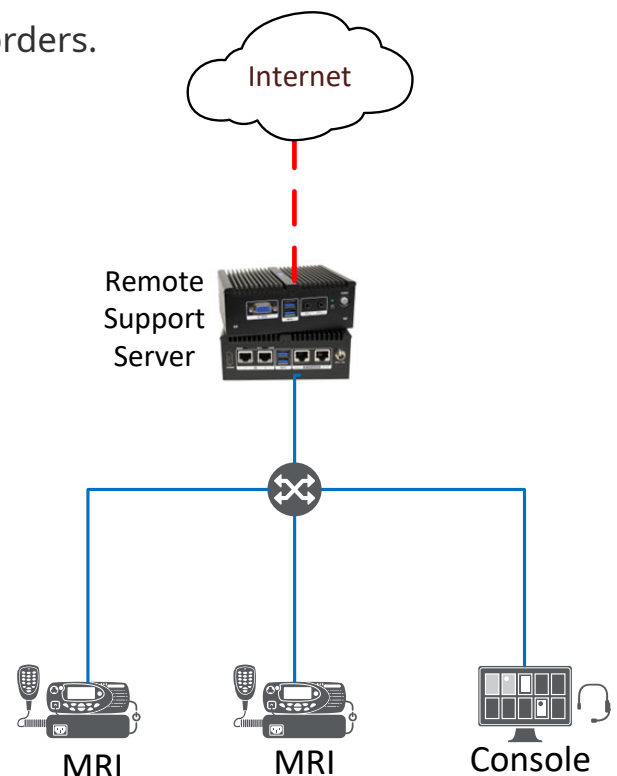 orders.
Internet
Remote
Support
Server
MRI
MRI
Console